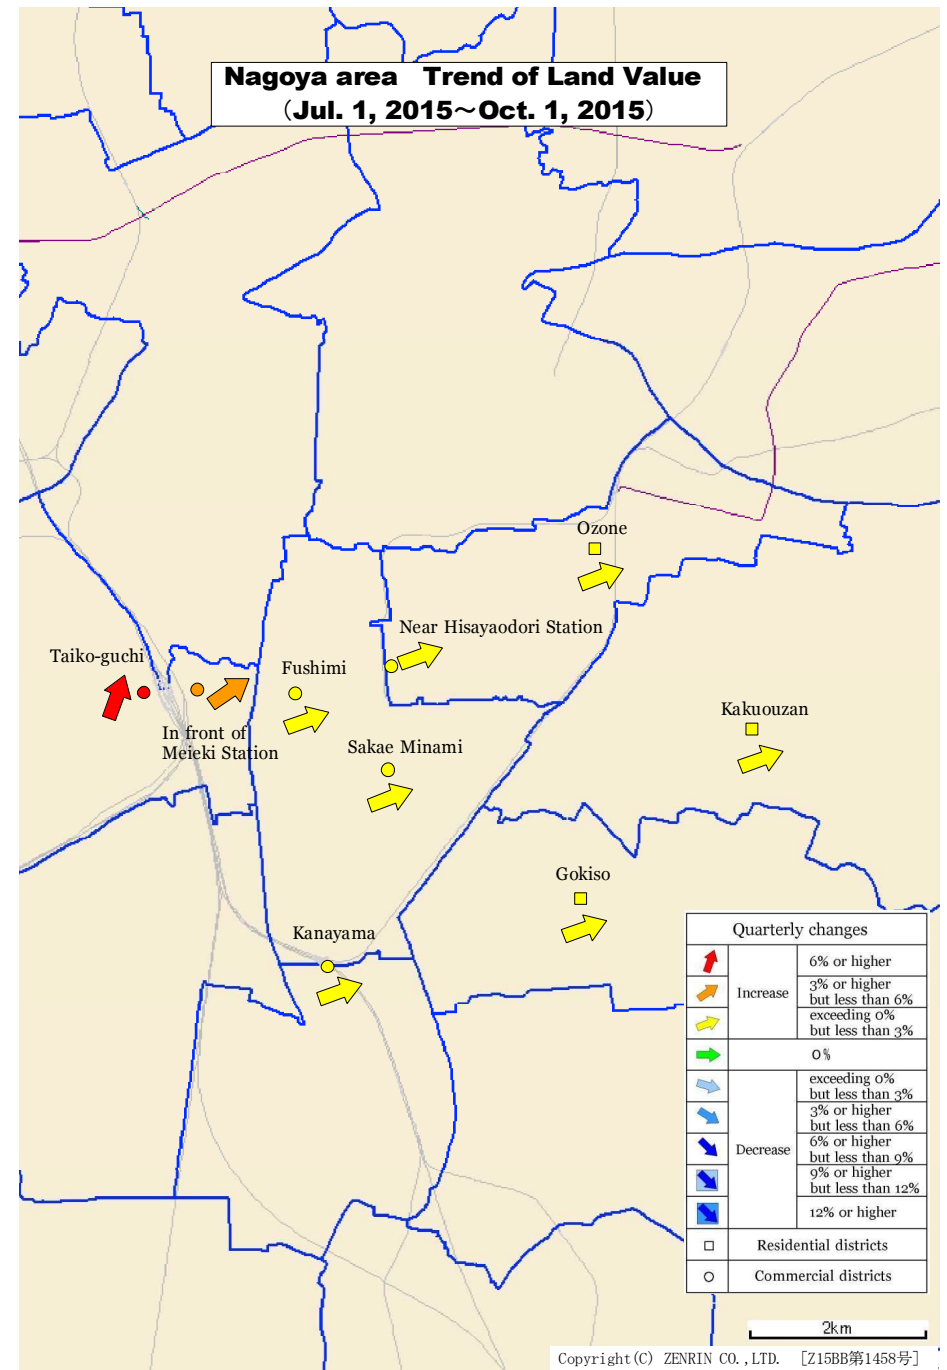 Nagoya area Trend of Land Value
（Jul. 1, 2015～Oct. 1, 2015）
Ozone
Near Hisayaodori Station
Taiko-guchi
Fushimi
Kakuouzan
In front of
Meieki Station
Sakae Minami
Gokiso
Kanayama
Quarterly changes
Increase
6% or higher
3% or higher
but less than 6%
exceeding 0%
but less than 3%
0%
Decrease
exceeding 0%
but less than 3%
3% or higher
but less than 6%
6% or higher
but less than 9%
9% or higher
but less than 12%
12% or higher
Residential districts
Commercial districts
2km
Copyright(C) ZENRIN CO.,LTD. [Z15BB第1458号]